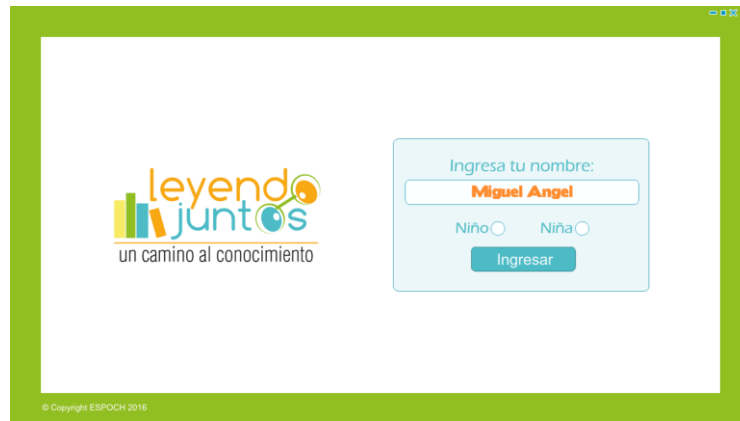 leyendo
juntos
un camino al conocimiento
Ingresa tu nombre:
Miguel Angel
Niño Niña
Ingresar
© Copyright ESPOCH 2016